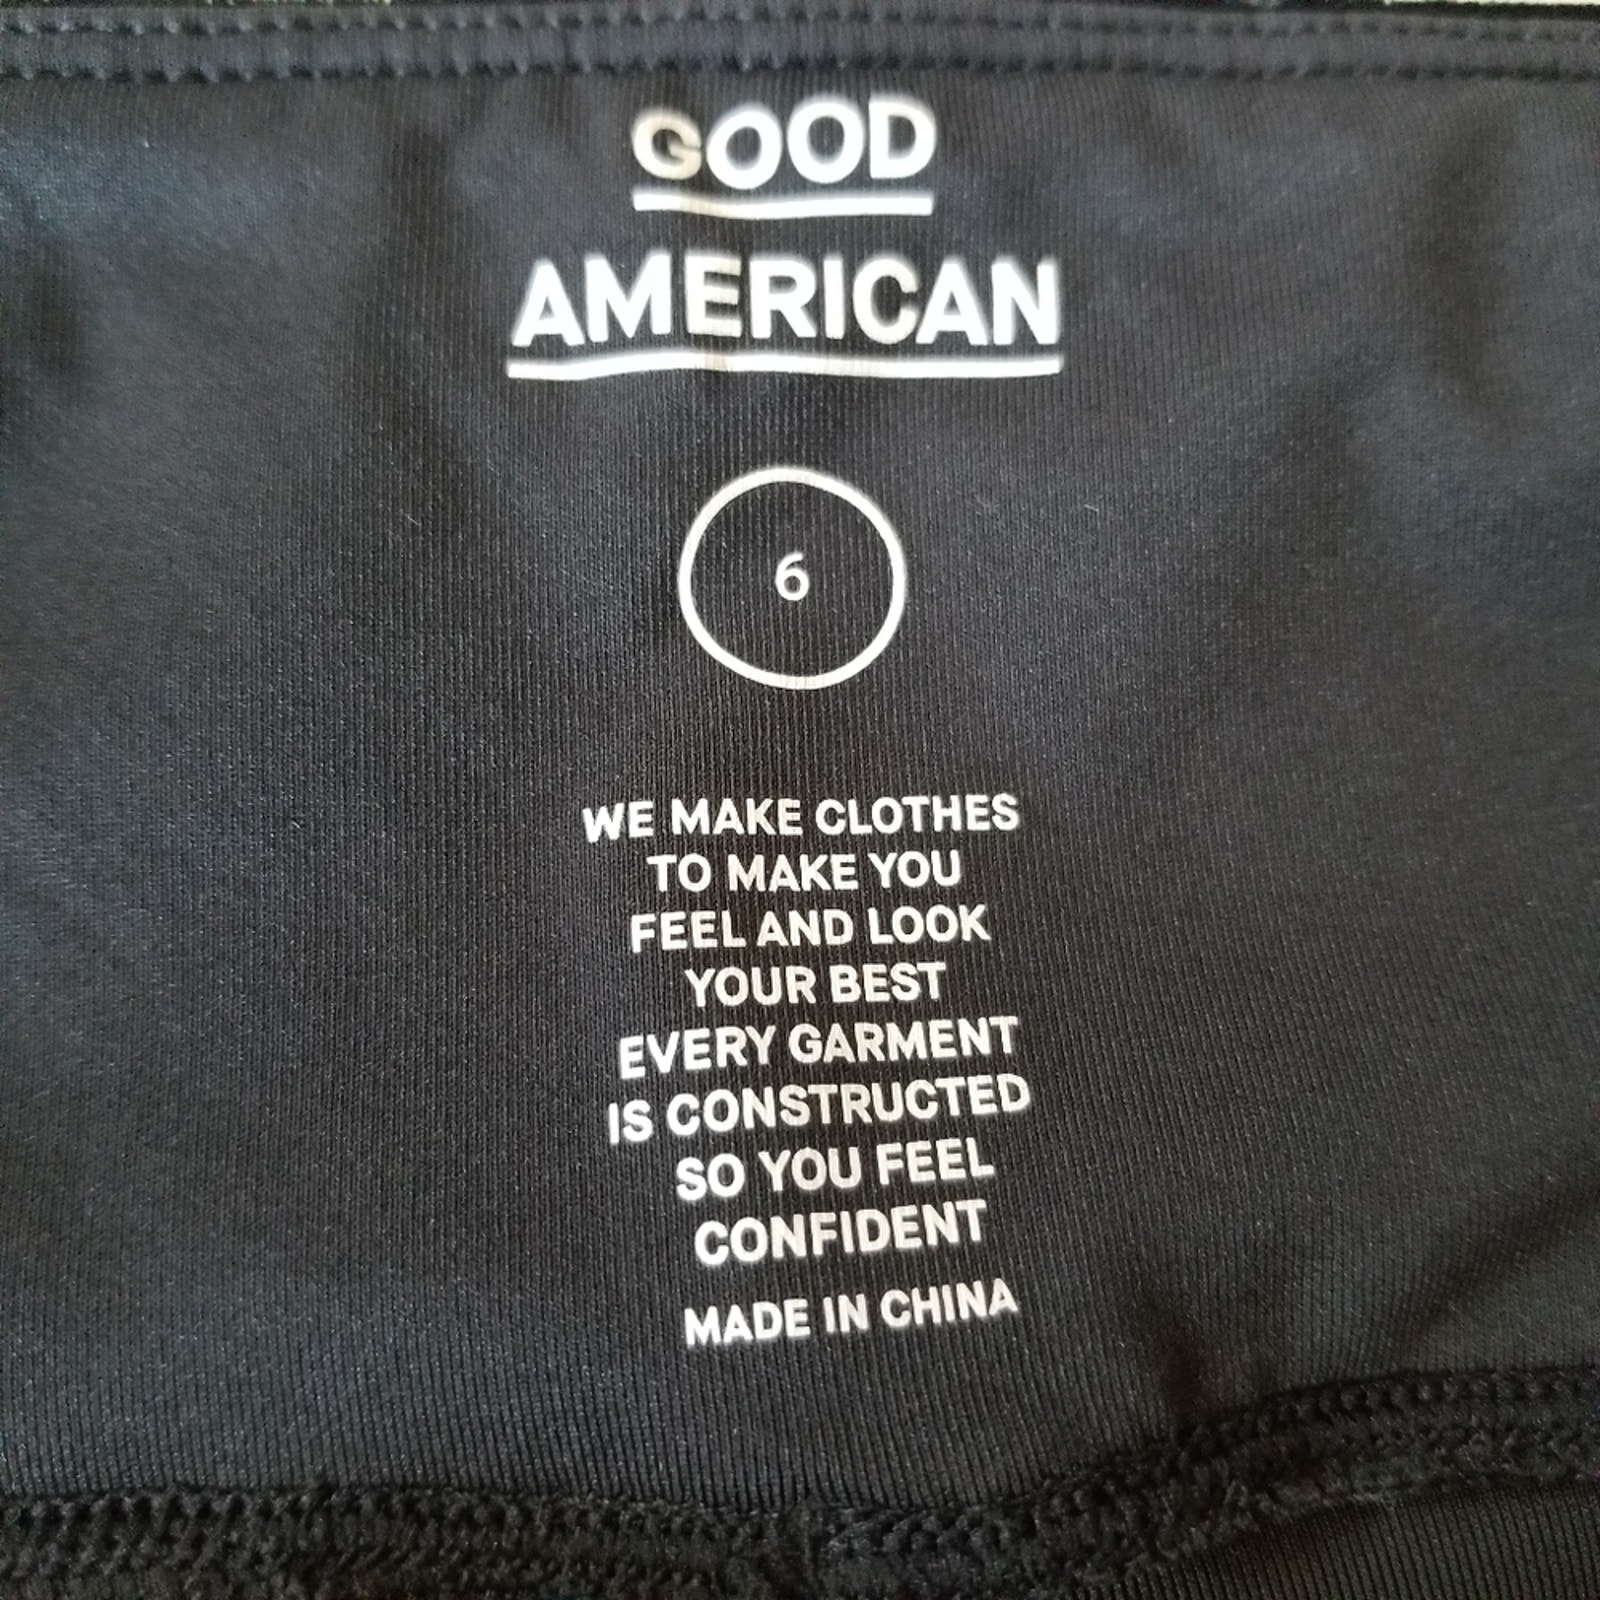 GOOD
AMERICAN
6
WE MAKE CLOTHES
TO MAKE YOU
FEEL AND LOOK
YOUR BEST
EVERY GARMENT
IS CONSTRUCTED
SO YOU FEEL
CONFIDENT
MADE IN CHINA